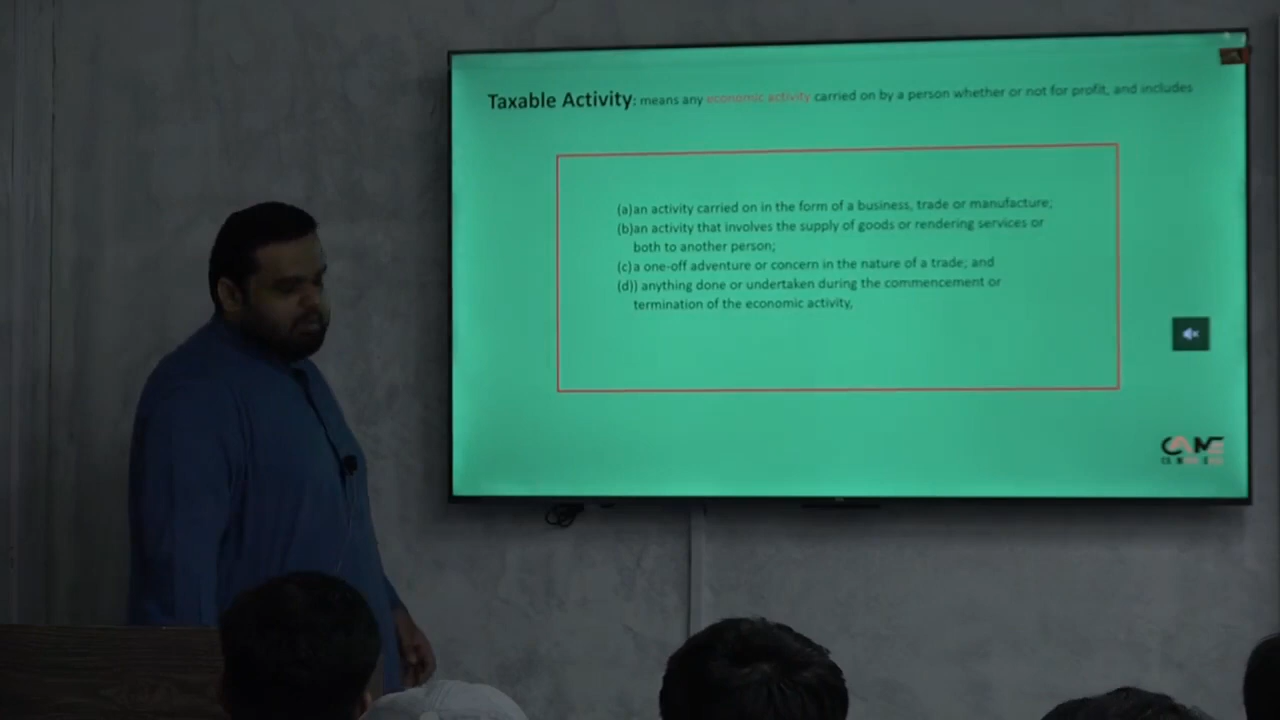 Taxable Activity: means any economic activity carried on by a person whether or not for profit, and includes
(a)an activity carried on in the form of a business, trade or manufacture;
(b)an activity that involves the supply of goods or rendering services or
both to another person;
(c)a one-off adventure or concern in the nature of a trade; and
(d)) anything done or undertaken during the commencement or
termination of the economic activity,